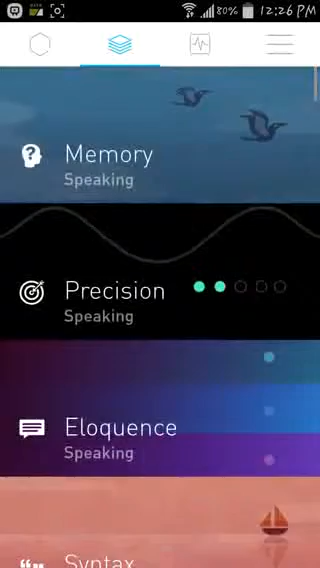 80% 12:26 PM
Memory
Speaking
Precision
Speaking
Eloquence
Speaking
Syntax